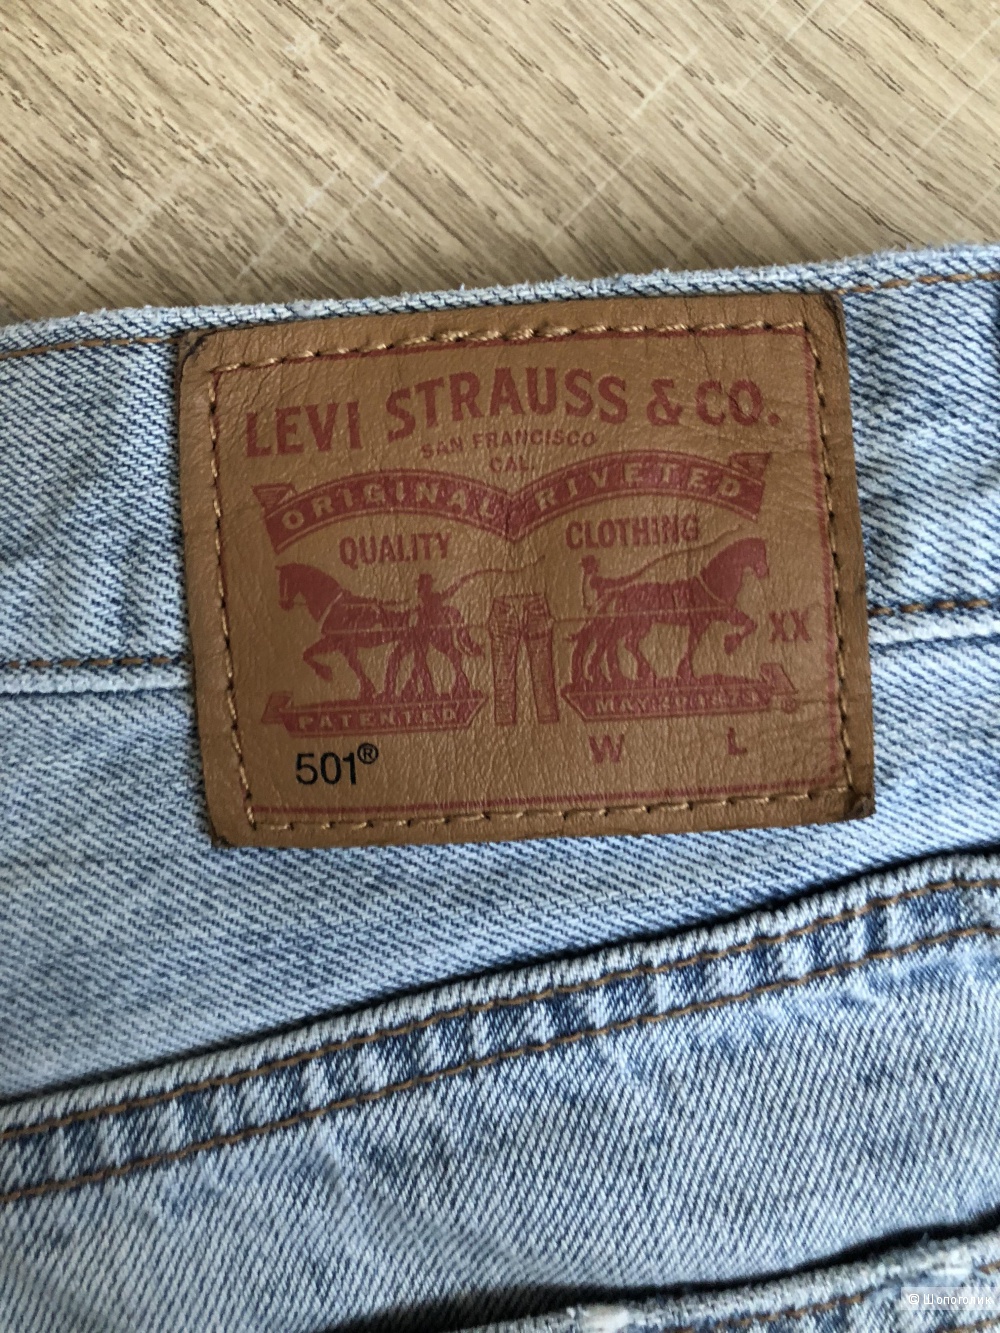 LEVI STRAUSS & CO.
SAN FRANCISCO
CAL.
ORIGINAL RIVETED
QUALITY CLOTHING
XX
PATENTED MAY 20 1873
501® W L
© Шопоголик